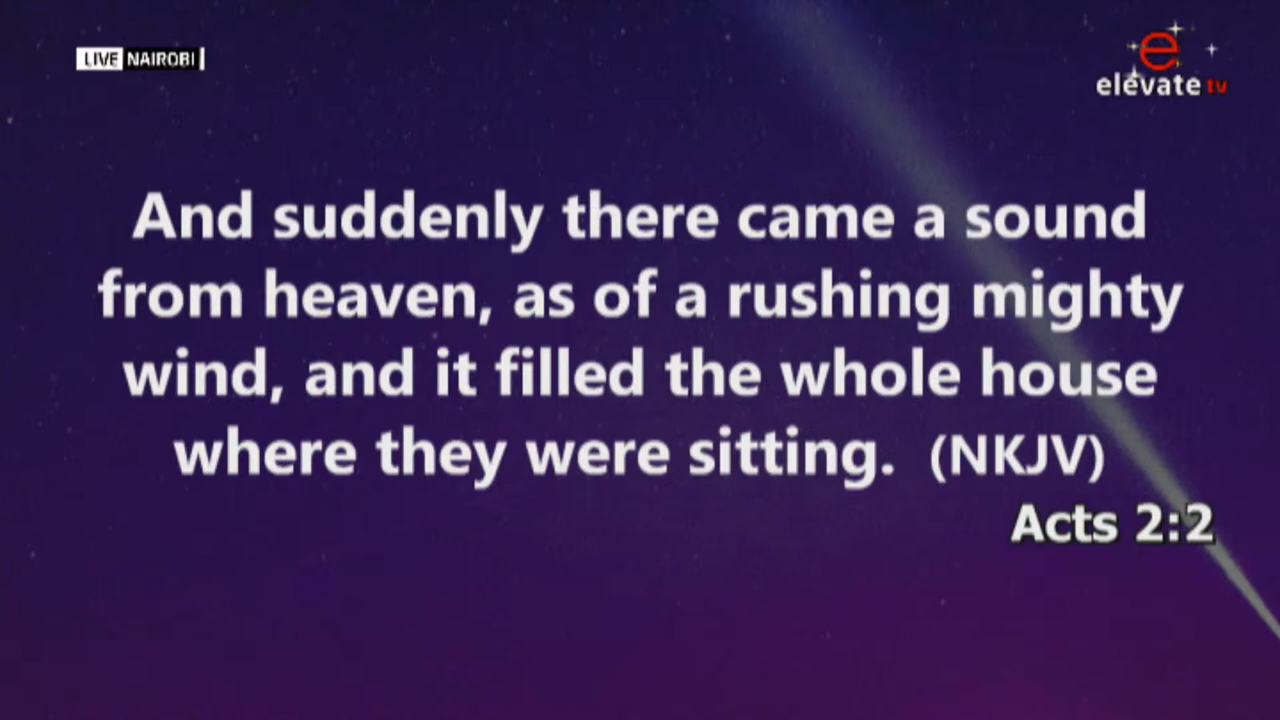 LIVE NAIROBI
e
elevate tv
And suddenly there came a sound
from heaven, as of a rushing mighty
wind, and it filled the whole house
where they were sitting. (NKJV)
Acts 2:2